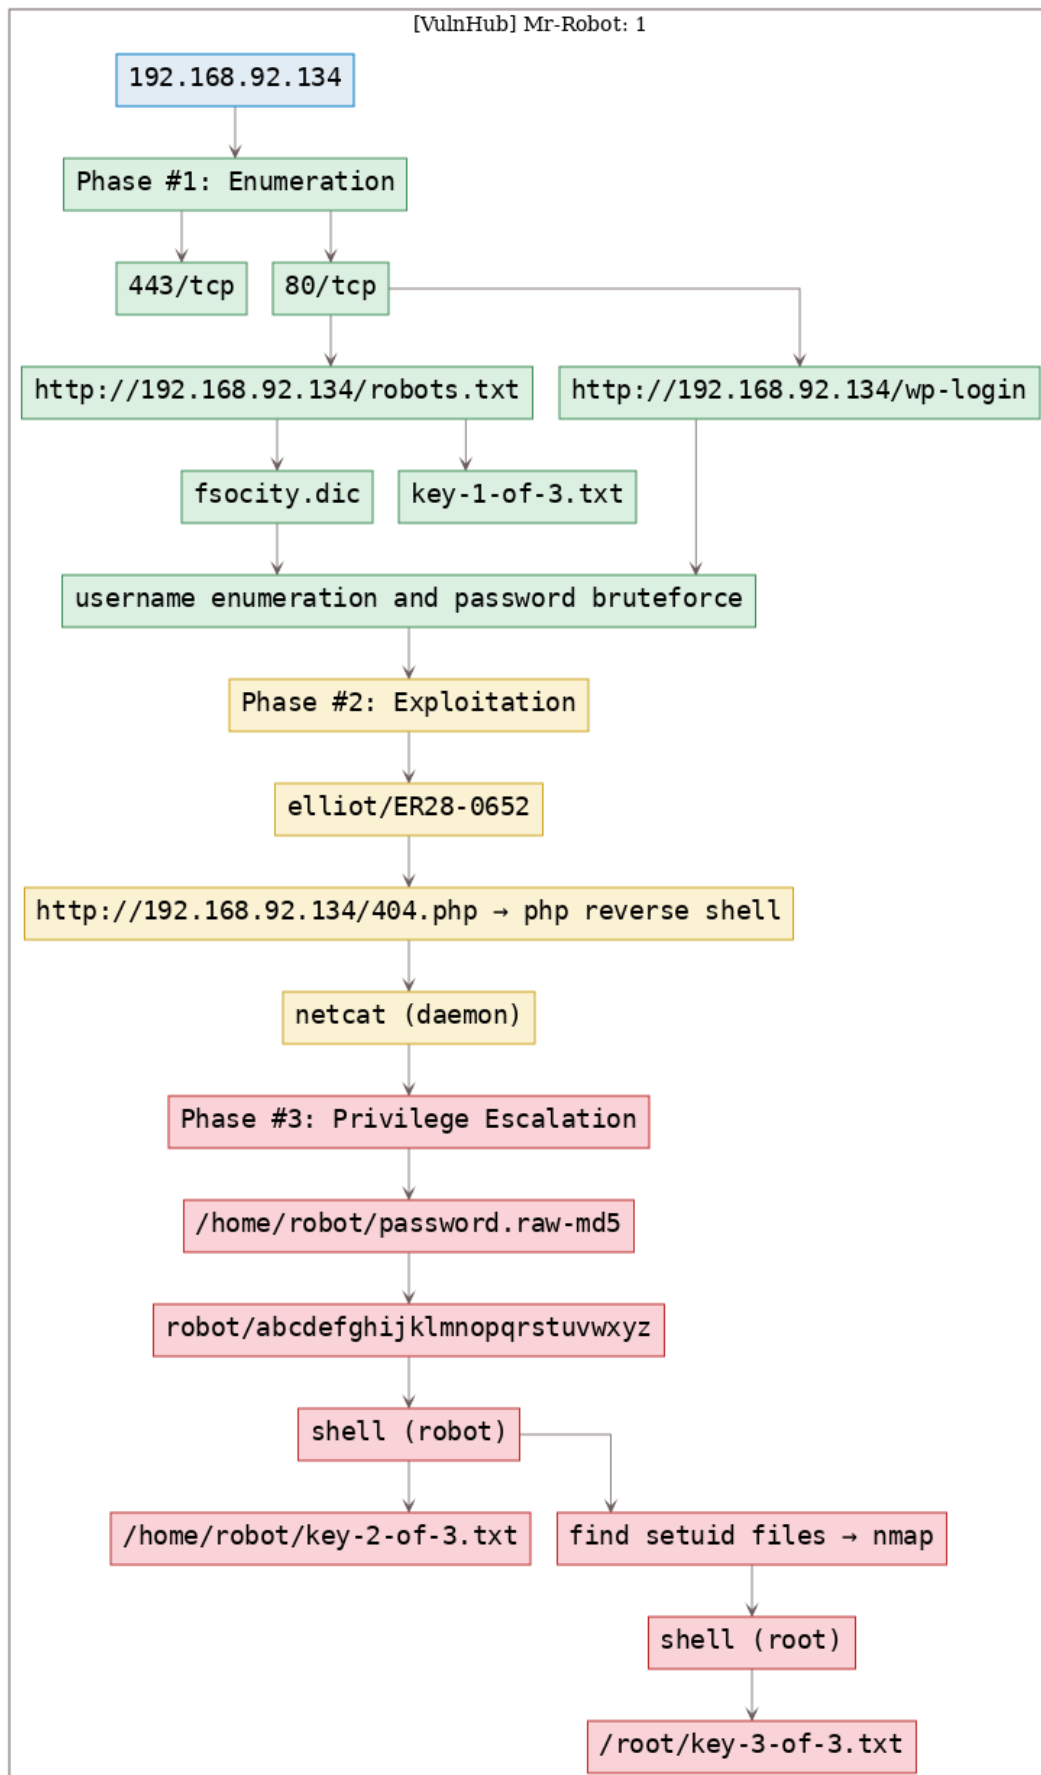 [VulnHub] Mr-Robot: 1
192.168.92.134
Phase #1: Enumeration
443/tcp
80/tcp
http://192.168.92.134/robots.txt
http://192.168.92.134/wp-login
fsocity.dic
key-1-of-3.txt
username enumeration and password bruteforce
Phase #2: Exploitation
elliot/ER28-0652
http://192.168.92.134/404.php → php reverse shell
netcat (daemon)
Phase #3: Privilege Escalation
/home/robot/password.raw-md5
robot/abcdefghijklmnopqrstuvwxyz
shell (robot)
/home/robot/key-2-of-3.txt
find setuid files → nmap
shell (root)
/root/key-3-of-3.txt